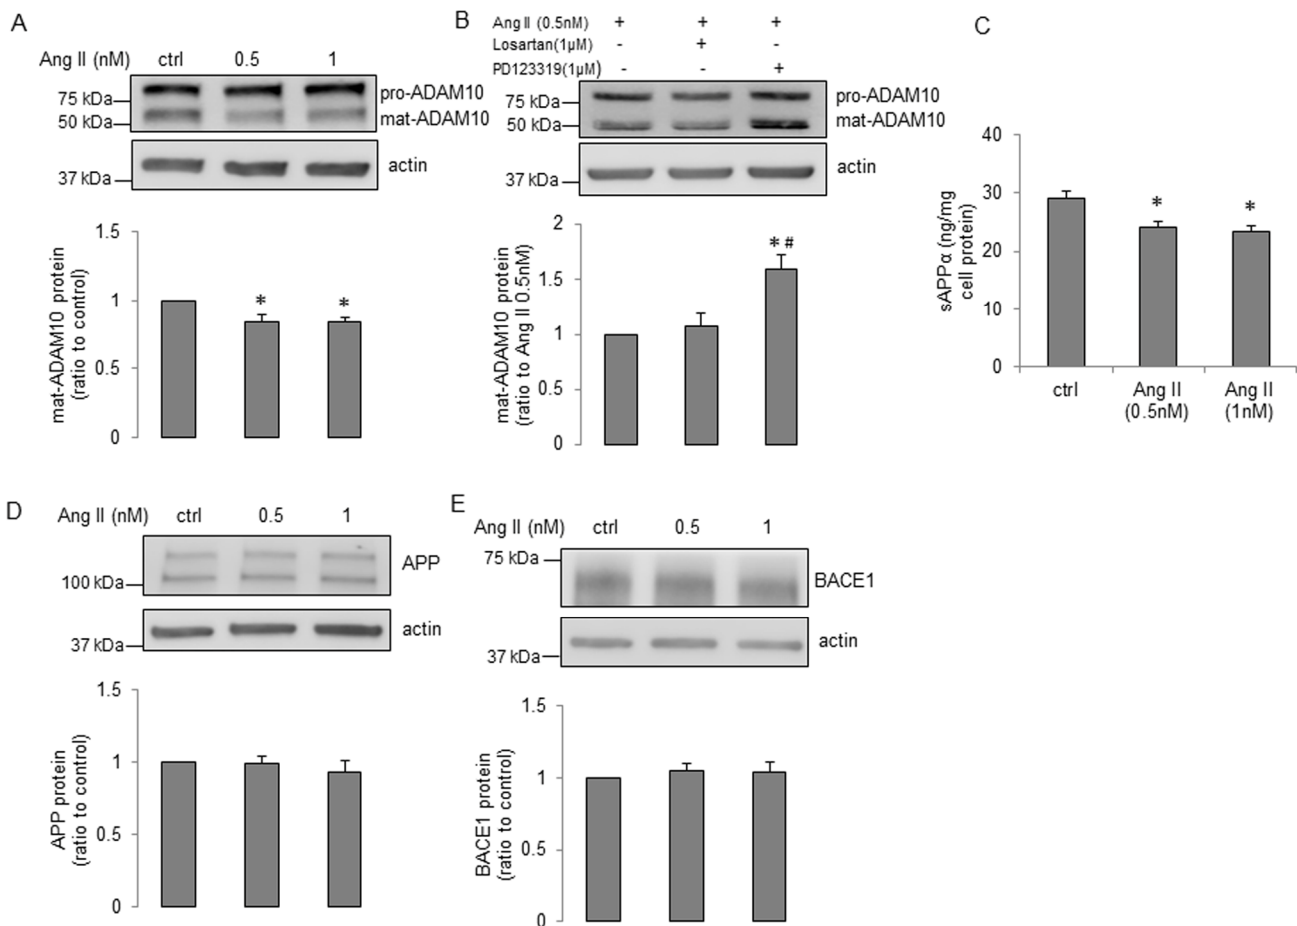 A
Ang II (nM) ctrl 0.5 1
75 kDa
50 kDa
pro-ADAM10
mat-ADAM10
37 kDa
actin
mat-ADAM10 protein
(ratio to control)
1.5
1
0.5
0
*
*
B
Ang II (0.5nM) + + +
Losartan(1µM) - + -
PD123319(1µM) - - +
75 kDa
50 kDa
pro-ADAM10
mat-ADAM10
37 kDa
actin
mat-ADAM10 protein
(ratio to Ang II 0.5nM)
2
1.5
1
0.5
0
* #
C
sAPPα (ng/mg
cell protein)
40
30
20
10
0
*
*
ctrl Ang II Ang II
(0.5nM) (1nM)
D
Ang II (nM) ctrl 0.5 1
100 kDa
APP
37 kDa
actin
APP protein
(ratio to control)
1.5
1
0.5
0
E
Ang II (nM) ctrl 0.5 1
75 kDa
BACE1
37 kDa
actin
BACE1 protein
(ratio to control)
1.5
1
0.5
0